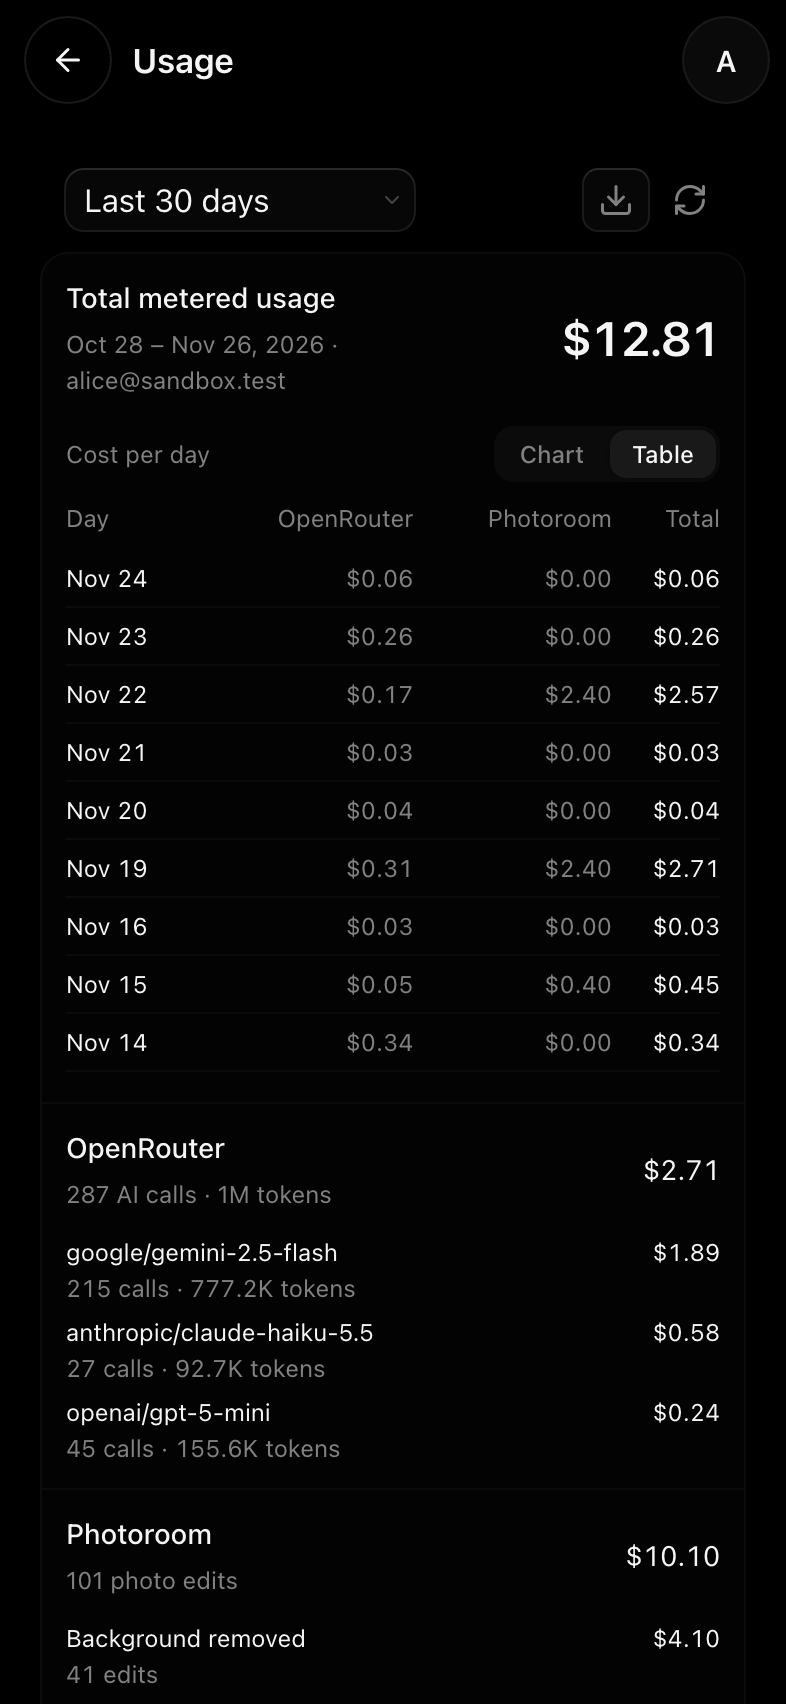 Usage
A
Last 30 days
Total metered usage
Oct 28 – Nov 26, 2026 ·
alice@sandbox.test
$12.81
Cost per day
Chart Table
Day OpenRouter Photoroom Total
Nov 24 $0.06 $0.00 $0.06
Nov 23 $0.26 $0.00 $0.26
Nov 22 $0.17 $2.40 $2.57
Nov 21 $0.03 $0.00 $0.03
Nov 20 $0.04 $0.00 $0.04
Nov 19 $0.31 $2.40 $2.71
Nov 16 $0.03 $0.00 $0.03
Nov 15 $0.05 $0.40 $0.45
Nov 14 $0.34 $0.00 $0.34
OpenRouter
$2.71
287 AI calls · 1M tokens
google/gemini-2.5-flash $1.89
215 calls · 777.2K tokens
anthropic/claude-haiku-5.5 $0.58
27 calls · 92.7K tokens
openai/gpt-5-mini $0.24
45 calls · 155.6K tokens
Photoroom
$10.10
101 photo edits
Background removed $4.10
41 edits